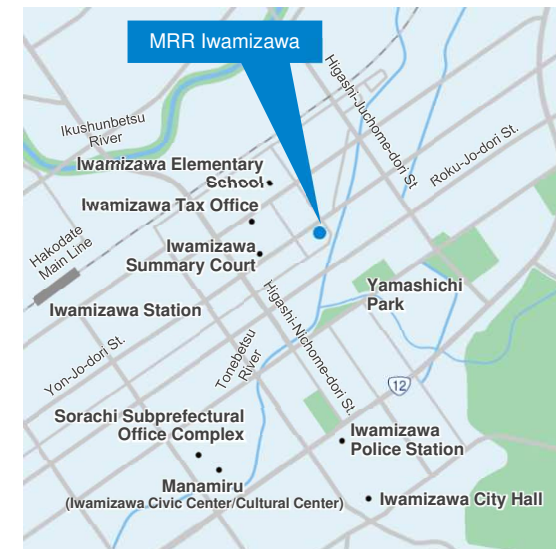 MRR Iwamizawa
Ikushunbetsu
River
Higashi-Juchome-dori St.
Roku-Jo-dori St.
Iwamizawa Elementary
School
Iwamizawa Tax Office
Iwamizawa
Summary Court
Hakodate
Main Line
Iwamizawa Station
Yamashichi
Park
Higashi-Nichome-dori St.
Tonebetsu
River
Yon-Jo-dori St.
12
Sorachi Subprefectural
Office Complex
Iwamizawa
Police Station
Manamiru
(Iwamizawa Civic Center/Cultural Center)
Iwamizawa City Hall